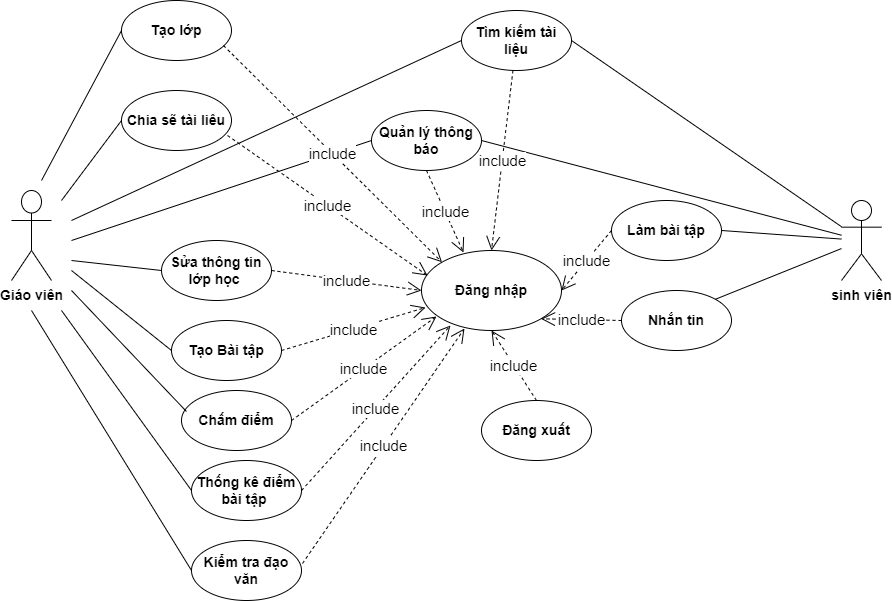 Tạo lớp
Tìm kiếm tài
liệu
Chia sẽ tài liêu
Quản lý thông
báo
include
include
include
include
Làm bài tập
Sửa thông tin
lớp học
include
include
Đăng nhập
Giáo viên
sinh viên
include
include
Nhắn tin
Tạo Bài tập
include
include
Chấm điểm
include
Đăng xuất
include
Thống kê điểm
bài tập
Kiểm tra đạo
văn